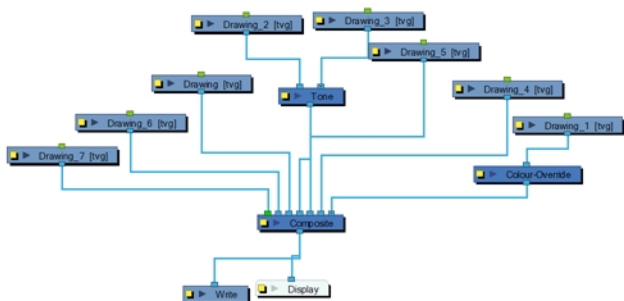 Drawing_2 [tvg]
Drawing_3 [tvg]
Drawing_5 [tvg]
Drawing [tvg]
Tone
Drawing_4 [tvg]
Drawing_6 [tvg]
Drawing_1 [tvg]
Drawing_7 [tvg]
Colour-Override
Composite
Write
Display